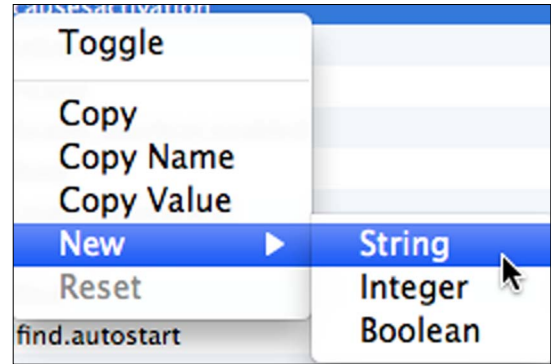 Toggle
Copy
Copy Name
Copy Value
New
String
Reset
Integer
Boolean
find.autostart